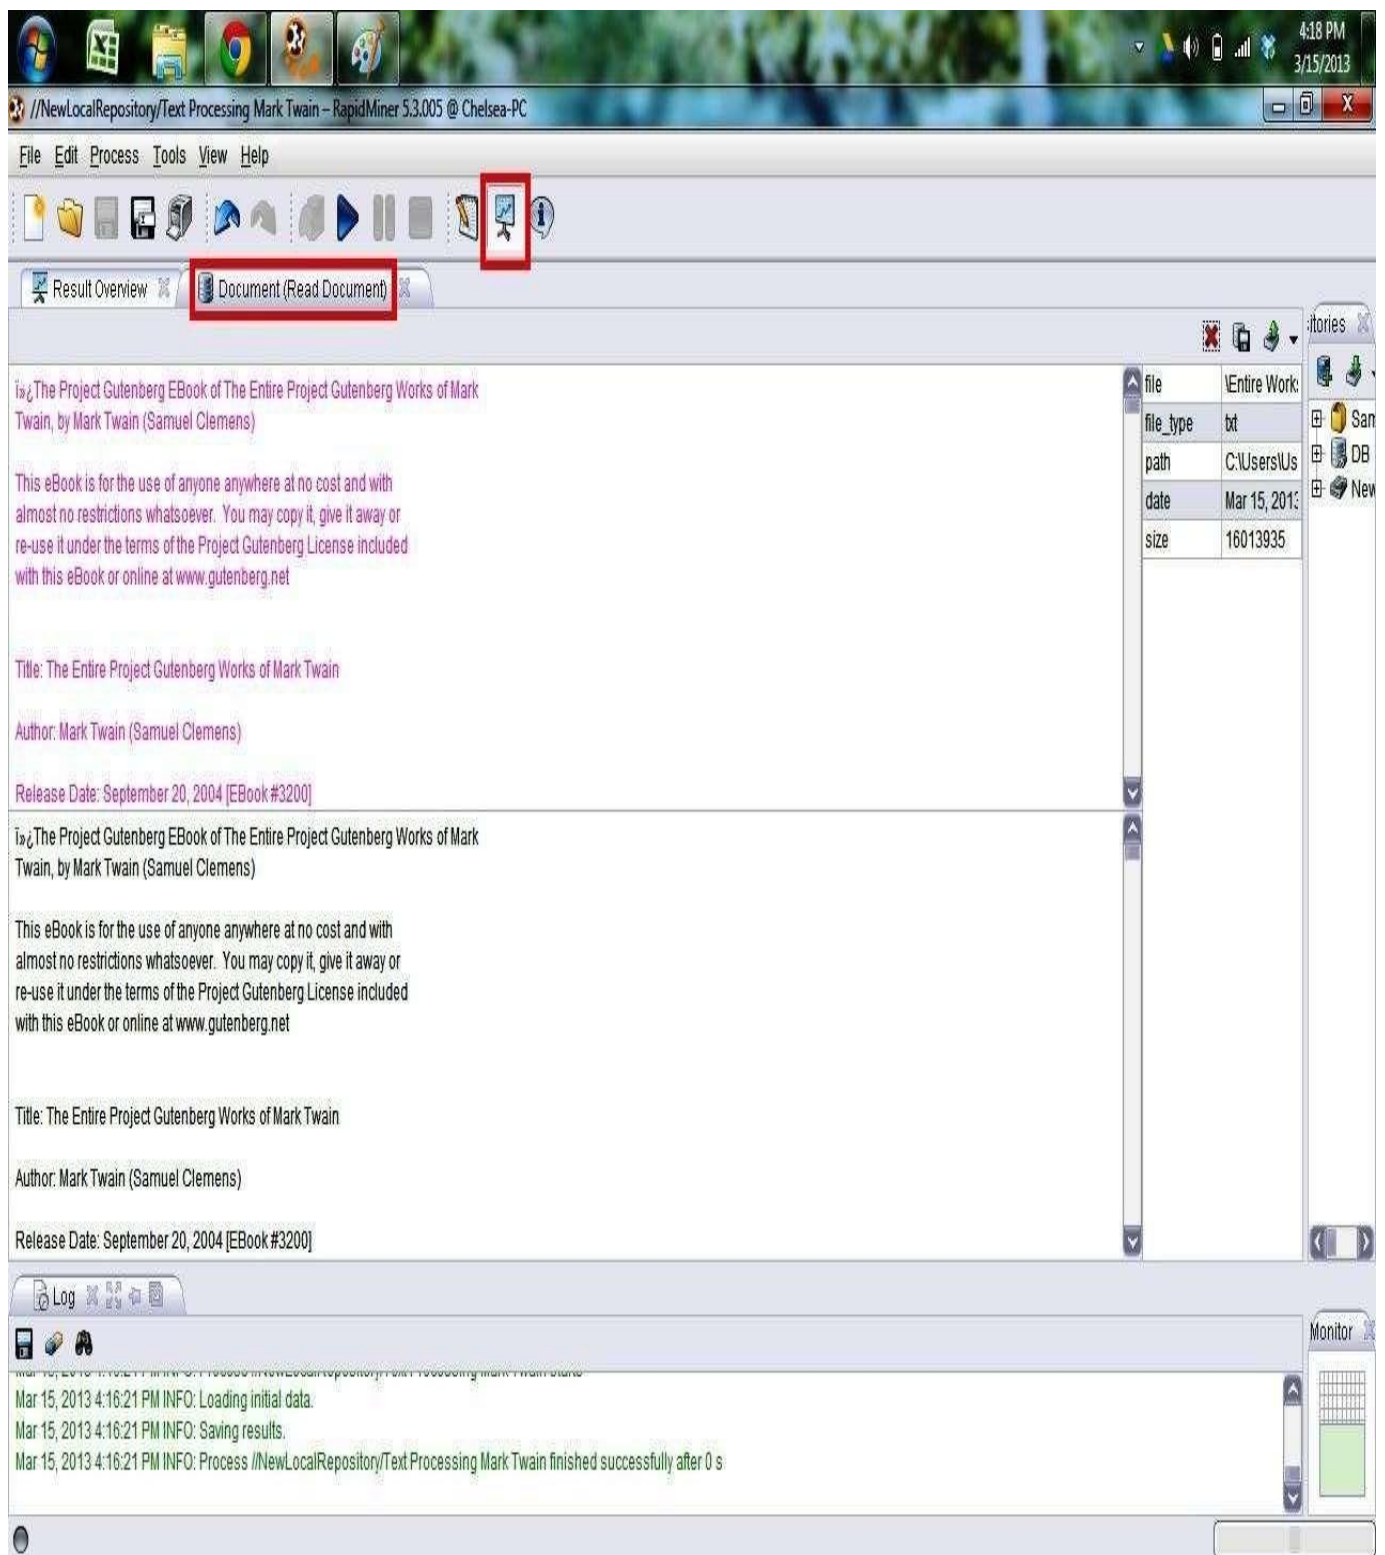 4:18 PM
3/15/2013
//NewLocalRepository/Text Processing Mark Twain – RapidMiner 5.3.005 @ Chelsea-PC
File Edit Process Tools View Help
Result Overview Document (Read Document)
itories
ï»¿The Project Gutenberg EBook of The Entire Project Gutenberg Works of Mark
Twain, by Mark Twain (Samuel Clemens)
This eBook is for the use of anyone anywhere at no cost and with
almost no restrictions whatsoever.  You may copy it, give it away or
re-use it under the terms of the Project Gutenberg License included
with this eBook or online at www.gutenberg.net
Title: The Entire Project Gutenberg Works of Mark Twain
Author: Mark Twain (Samuel Clemens)
Release Date: September 20, 2004 [EBook #3200]
file \Entire Work
file_type txt
path C:\Users\Us
date Mar 15, 201
size 16013935
Sam
DB
New
ï»¿The Project Gutenberg EBook of The Entire Project Gutenberg Works of Mark
Twain, by Mark Twain (Samuel Clemens)
This eBook is for the use of anyone anywhere at no cost and with
almost no restrictions whatsoever.  You may copy it, give it away or
re-use it under the terms of the Project Gutenberg License included
with this eBook or online at www.gutenberg.net
Title: The Entire Project Gutenberg Works of Mark Twain
Author: Mark Twain (Samuel Clemens)
Release Date: September 20, 2004 [EBook #3200]
Log
Monitor
Mar 15, 2013 4:16:21 PM INFO: Loading initial data.
Mar 15, 2013 4:16:21 PM INFO: Saving results.
Mar 15, 2013 4:16:21 PM INFO: Process //NewLocalRepository/Text Processing Mark Twain finished successfully after 0 s